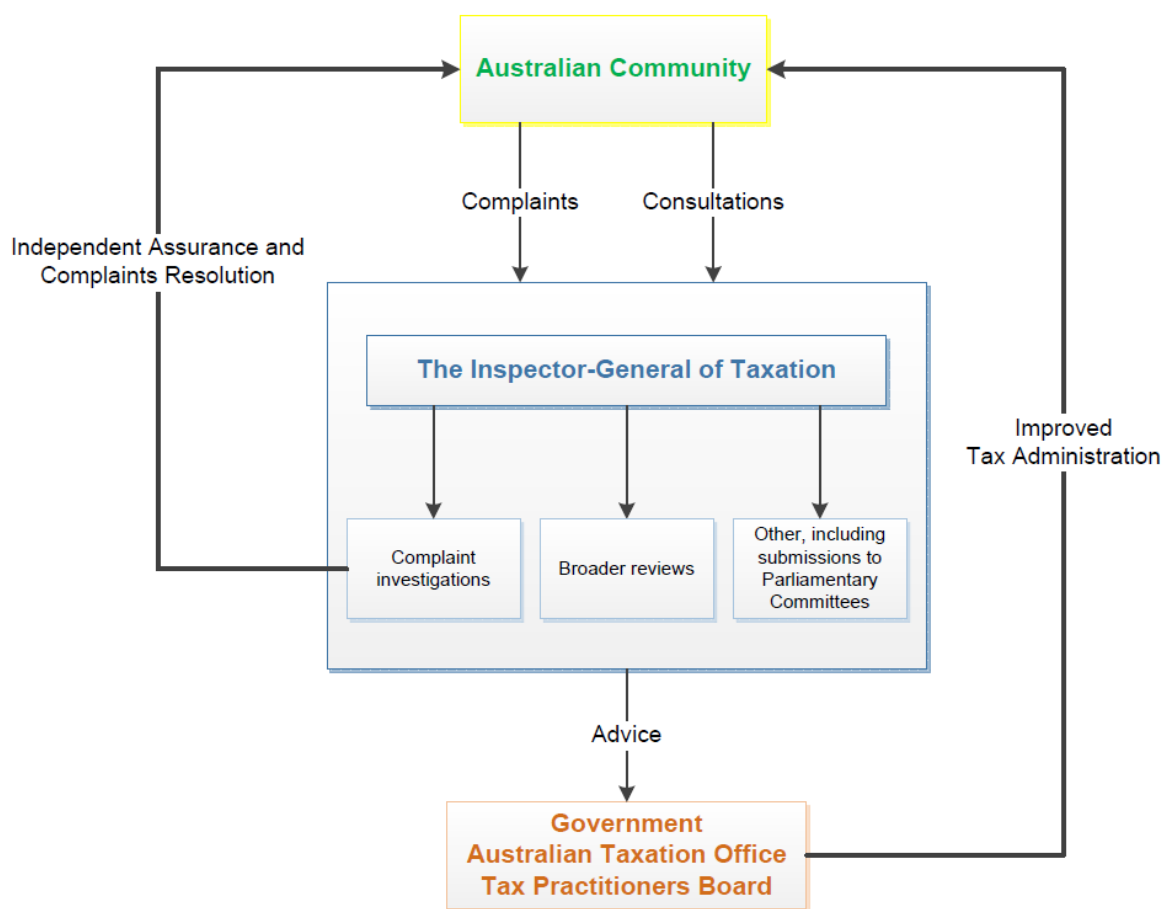 Australian Community
Complaints
Consultations
Independent Assurance and
Complaints Resolution
The Inspector-General of Taxation
Improved
Tax Administration
Complaint
investigations
Broader reviews
Other, including
submissions to
Parliamentary
Committees
Advice
Government
Australian Taxation Office
Tax Practitioners Board